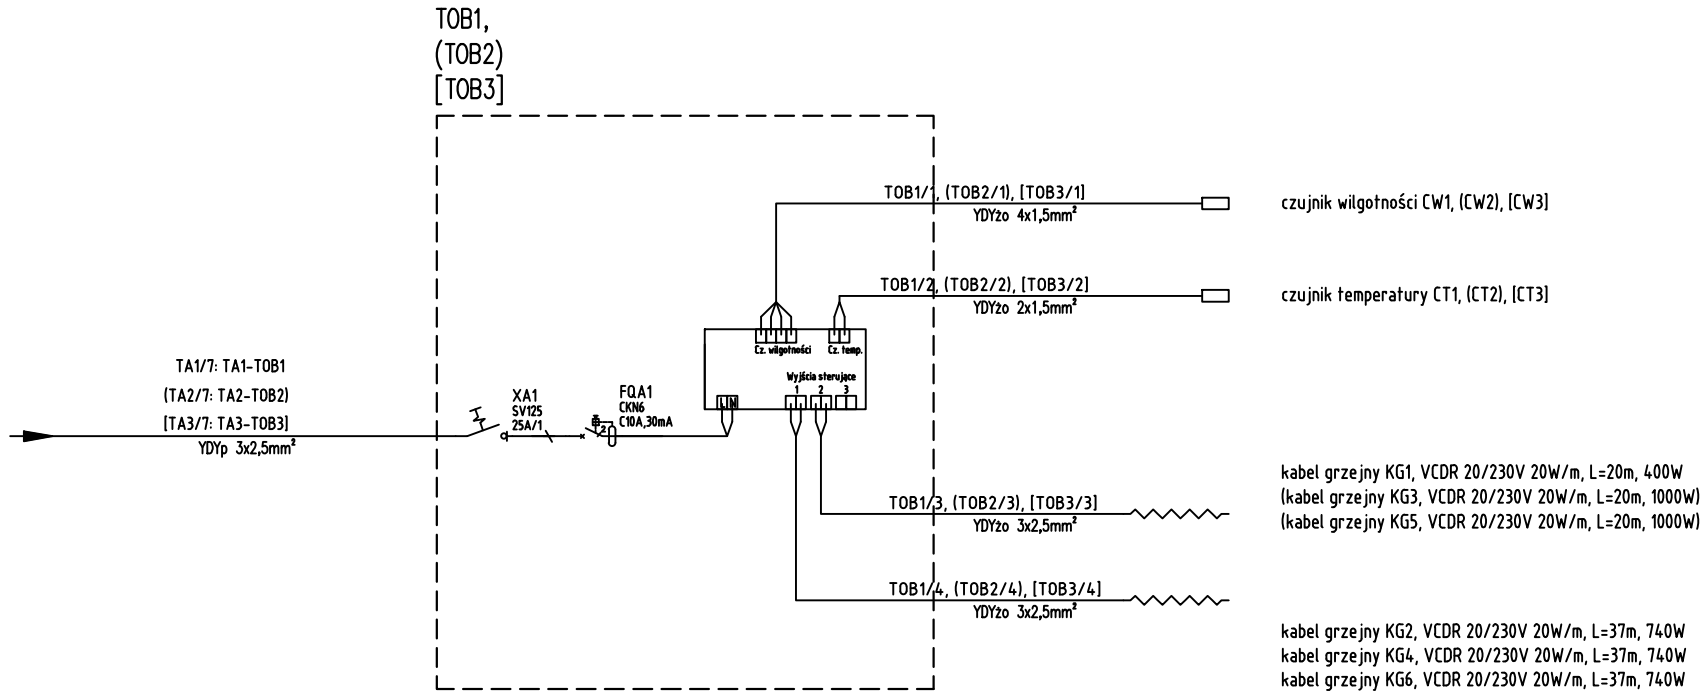 TOB1,
(TOB2)
[TOB3]
TOB1/1, (TOB2/1), [TOB3/1]
YDYżo 4x1,5mm²
czujnik wilgotności CW1, (CW2), [CW3]
TOB1/2, (TOB2/2), [TOB3/2]
YDYżo 2x1,5mm²
czujnik temperatury CT1, (CT2), [CT3]
Cz. wilgotności Cz. temp.
Wyjścia sterujące
1 2 3
L N
TA1/7: TA1-TOB1
(TA2/7: TA2-TOB2)
[TA3/7: TA3-TOB3]
YDYp 3x2,5mm²
XA1
SV125
25A/1
FQA1
CKN6
C10A,30mA
2
TOB1/3, (TOB2/3), [TOB3/3]
YDYżo 3x2,5mm²
kabel grzejny KG1, VCDR 20/230V 20W/m, L=20m, 400W
(kabel grzejny KG3, VCDR 20/230V 20W/m, L=20m, 1000W)
(kabel grzejny KG5, VCDR 20/230V 20W/m, L=20m, 1000W)
TOB1/4, (TOB2/4), [TOB3/4]
YDYżo 3x2,5mm²
kabel grzejny KG2, VCDR 20/230V 20W/m, L=37m, 740W
kabel grzejny KG4, VCDR 20/230V 20W/m, L=37m, 740W
kabel grzejny KG6, VCDR 20/230V 20W/m, L=37m, 740W